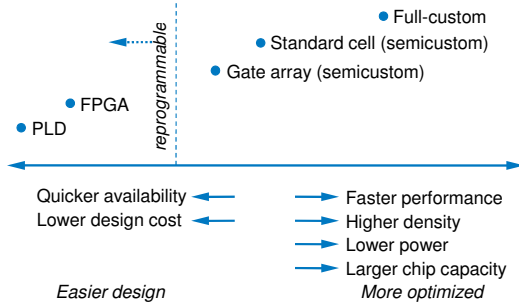 Full-custom
Standard cell (semicustom)
Gate array (semicustom)
reprogrammable
FPGA
PLD
Quicker availability
Lower design cost
Faster performance
Higher density
Lower power
Larger chip capacity
Easier design
More optimized